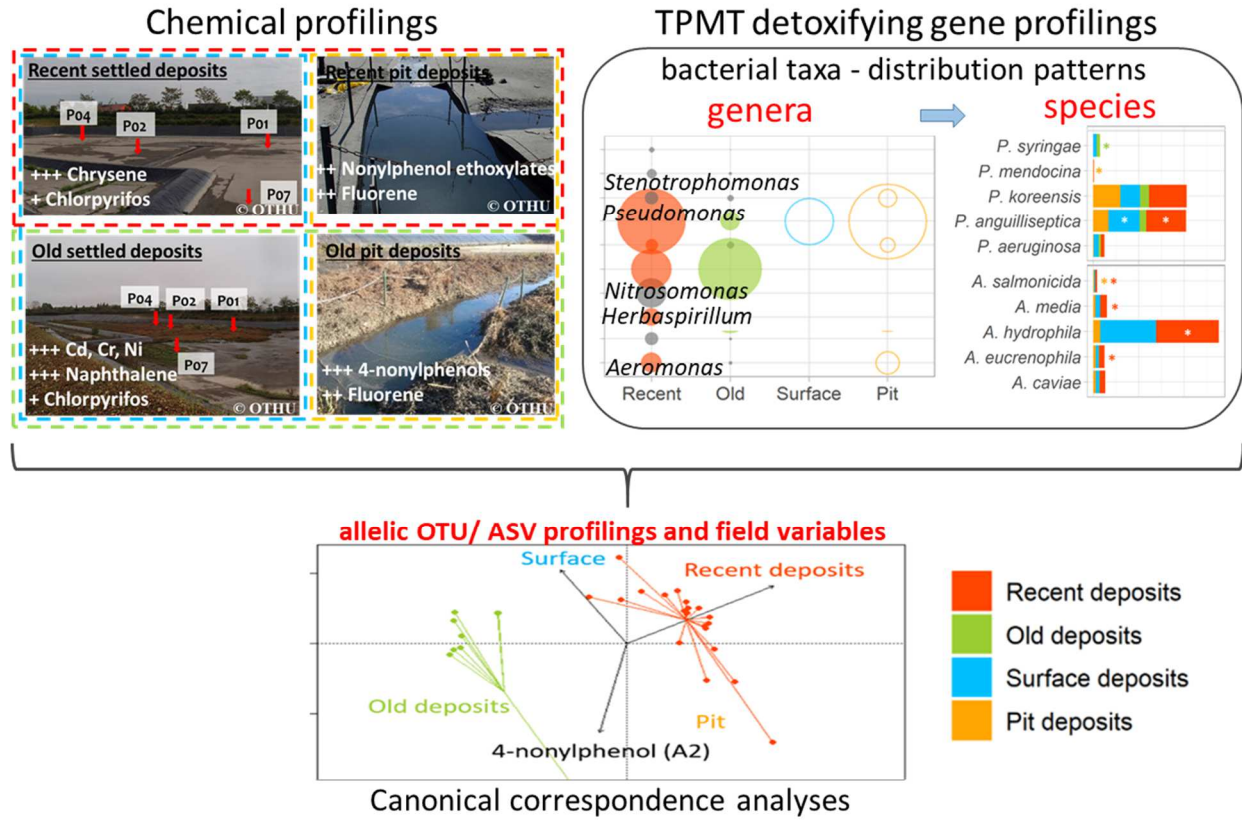 Chemical profilings
TPMT detoxifying gene profilings
Recent settled deposits
P04
P02
P01
+++ Chrysene
+ Chlorpyrifos
P07
© OTHU
Recent pit deposits
++ Nonylphenol ethoxylates
++ Fluorene
© OTHU
Old settled deposits
P04
P02
P01
P07
+++ Cd, Cr, Ni
+++ Naphthalene
+ Chlorpyrifos
© OTHU
Old pit deposits
+++ 4-nonylphenols
++ Fluorene
© OTHU
bacterial taxa - distribution patterns
genera
species
Stenotrophomonas
Pseudomonas
Nitrosomonas
Herbaspirillum
Aeromonas
Recent
Old
Surface
Pit
P. syringae
*
P. mendocina
*
P. koreensis
P. anguilliseptica
* *
P. aeruginosa
A. salmonicida
* *
A. media
*
A. hydrophila
*
A. eucrenophila
*
A. caviae
allelic OTU/ ASV profilings and field variables
Surface
Recent deposits
Old deposits
Pit
4-nonylphenol (A2)
Canonical correspondence analyses
Recent deposits
Old deposits
Surface deposits
Pit deposits